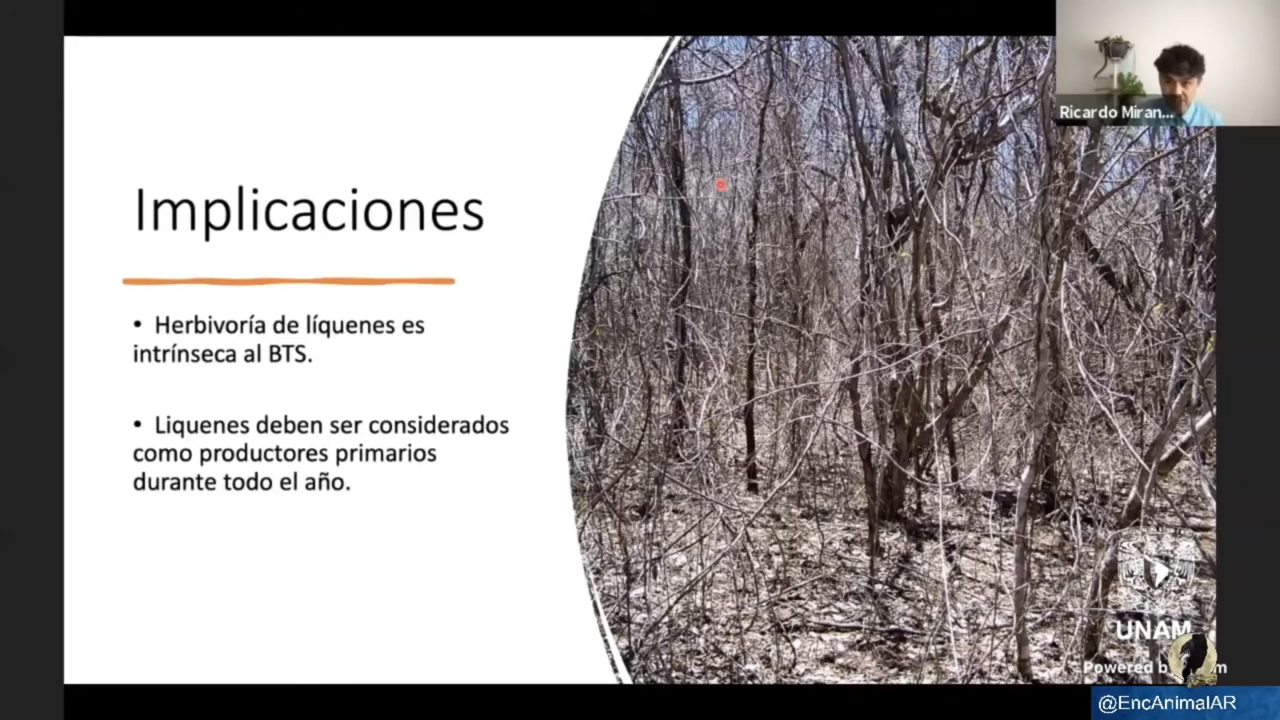 Ricardo Miran...
Implicaciones
• Herbivoría de líquenes es
intrínseca al BTS.
• Liquenes deben ser considerados
como productores primarios
durante todo el año.
UNAM
Powered
@EncAnimalAR